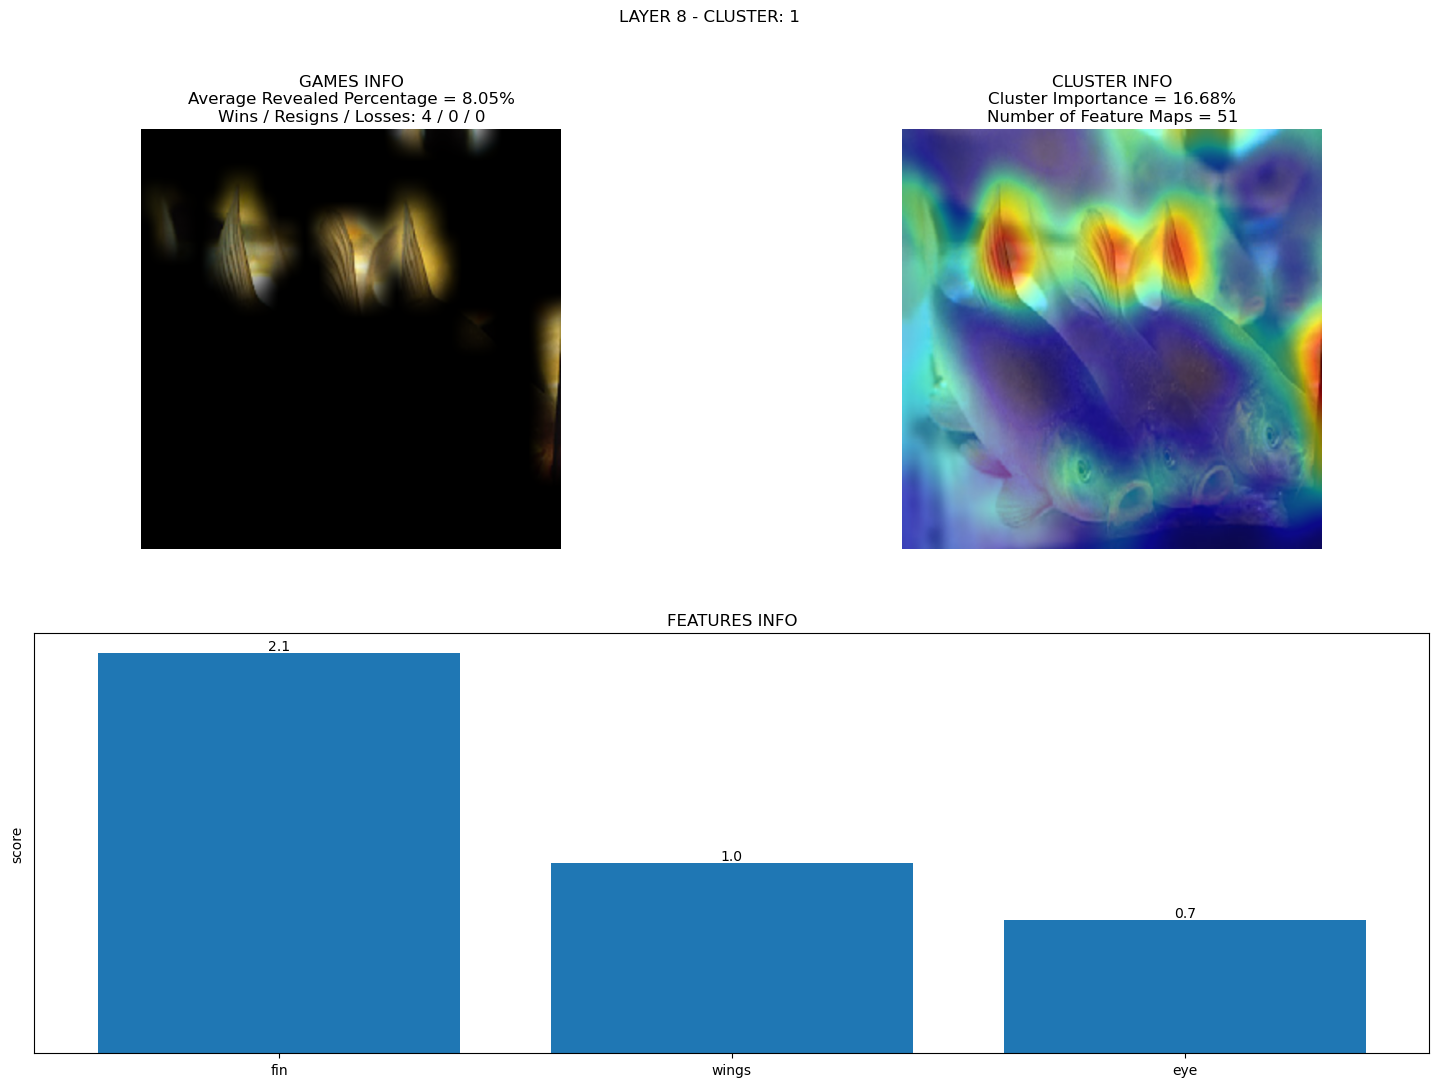 LAYER 8 - CLUSTER: 1
GAMES INFO
Average Revealed Percentage = 8.05%
Wins / Resigns / Losses: 4 / 0 / 0
CLUSTER INFO
Cluster Importance = 16.68%
Number of Feature Maps = 51
FEATURES INFO
score
2.1
1.0
0.7
fin
wings
eye